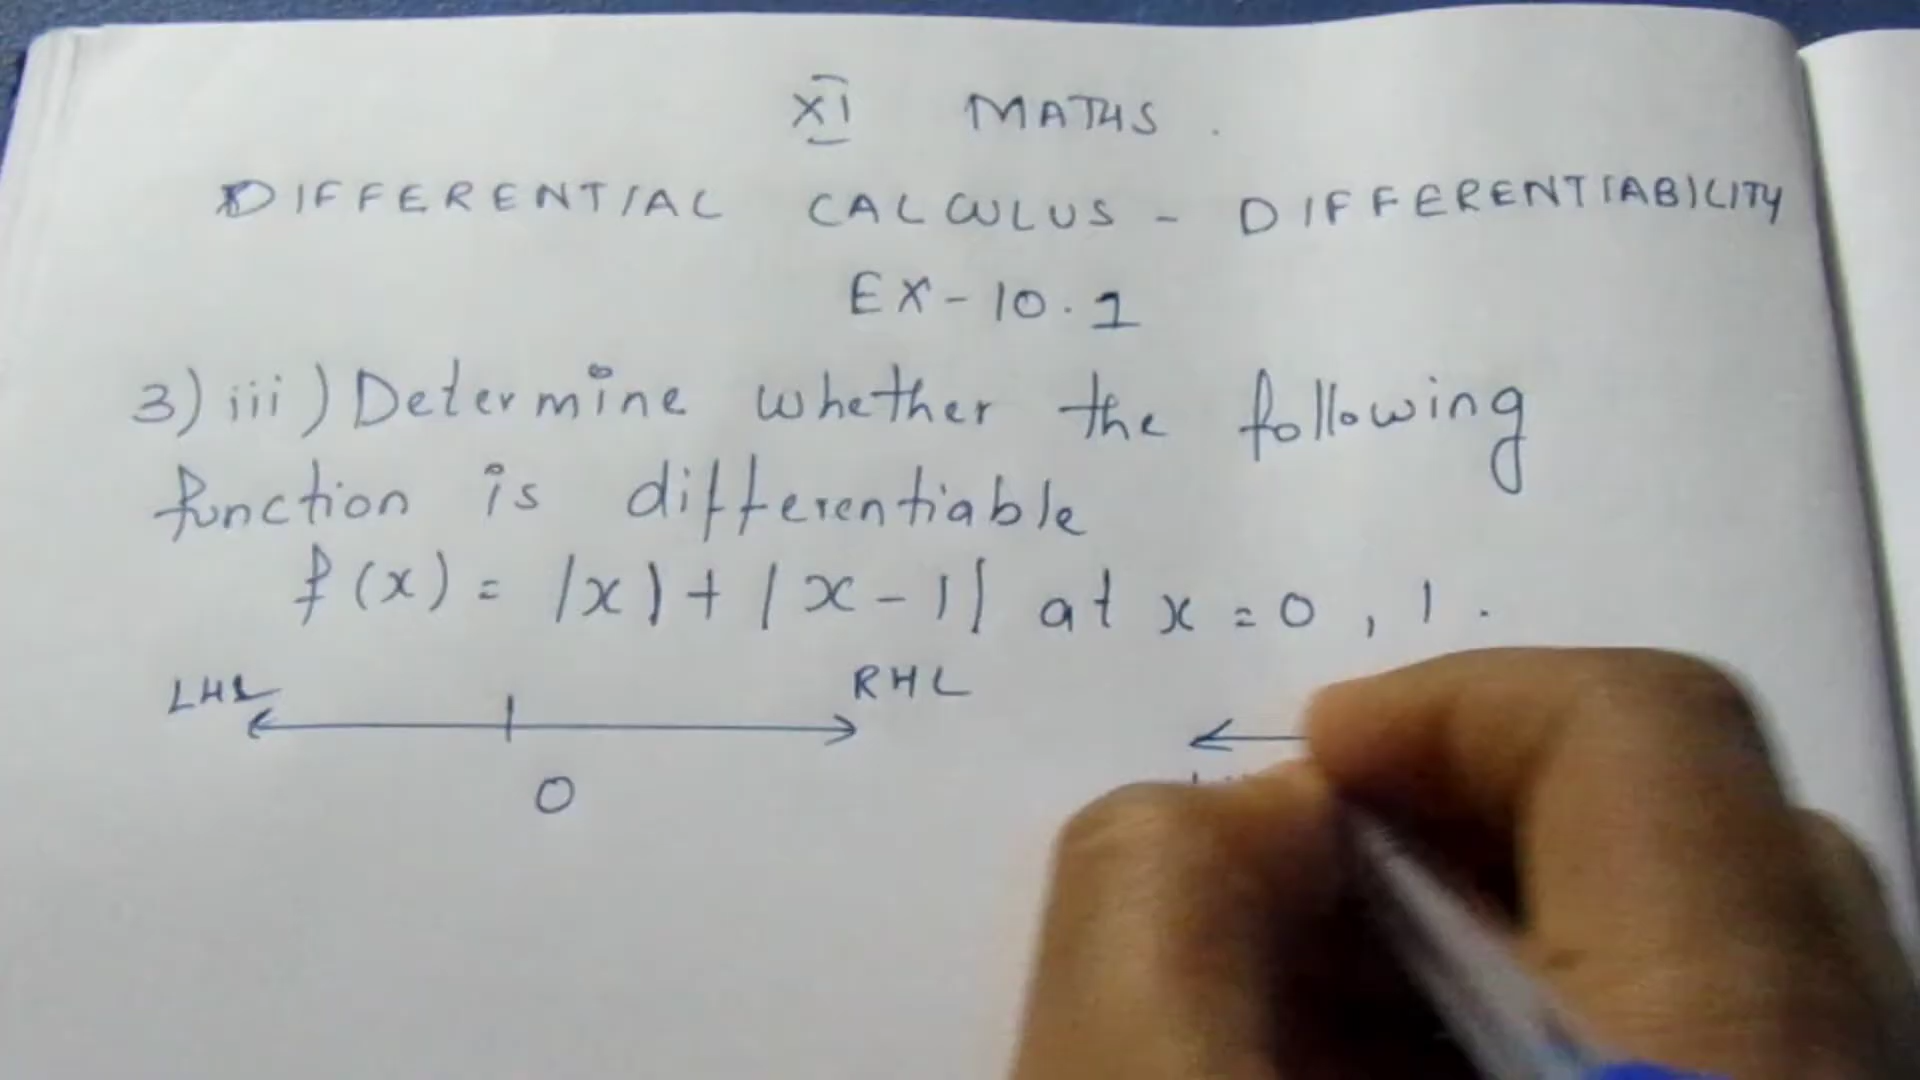 XI MATHS.
DIFFERENTIAL CALCULUS - DIFFERENTIABILITY
EX-10.1
3) iii) Determine whether the following
function is differentiable
f(x) = |x| + |x-1| at x = 0, 1.
LHL RHL
0